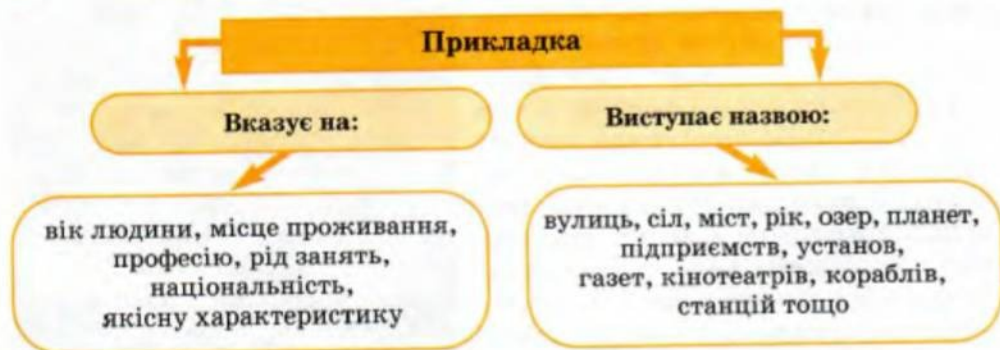 Прикладка
Вказує на:
вік людини, місце проживання,
професію, рід занять,
національність,
якісну характеристику
Виступає назвою:
вулиць, сіл, міст, рік, озер, планет,
підприємств, установ,
газет, кінотеатрів, кораблів,
станцій тощо